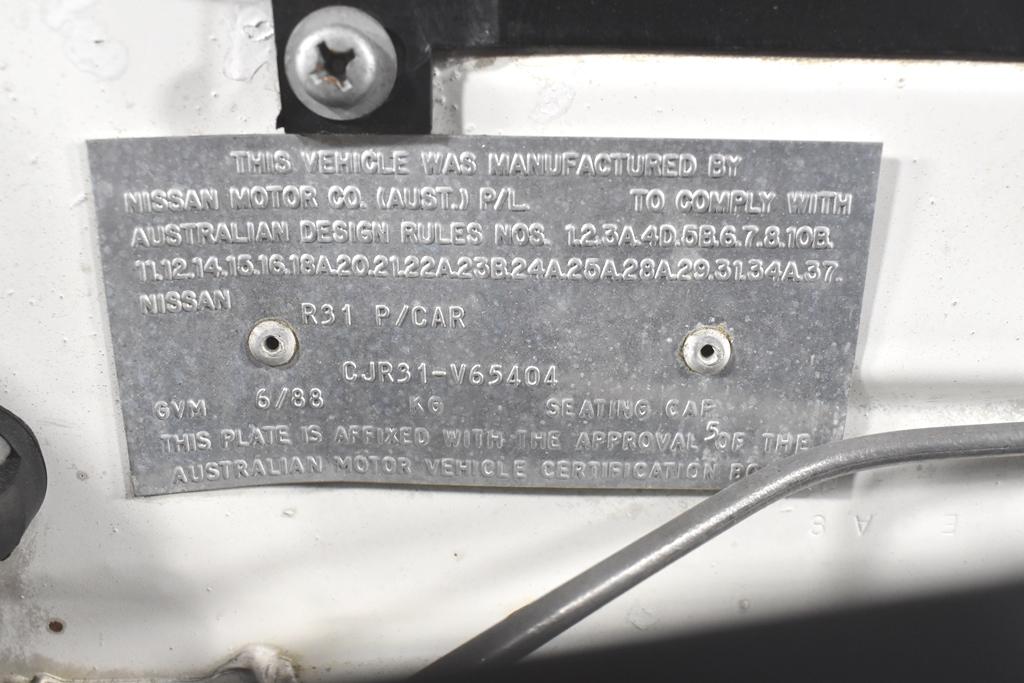 THIS VEHICLE WAS MANUFACTURED BY
NISSAN MOTOR CO. (AUST.) P/L. TO COMPLY WITH
AUSTRALIAN DESIGN RULES NOS. 1.2.3A.4D.5B.6.7.8.10B.
11.12.14.15.16.18A.20.21.22A.23B.24A.25A.28A.29.31.34A.37.
NISSAN R31 P/CAR
CJR31-V65404
GVM 6/88 KG SEATING CAP. 5
THIS PLATE IS AFFIXED WITH THE APPROVAL OF THE
AUSTRALIAN MOTOR VEHICLE CERTIFICATION